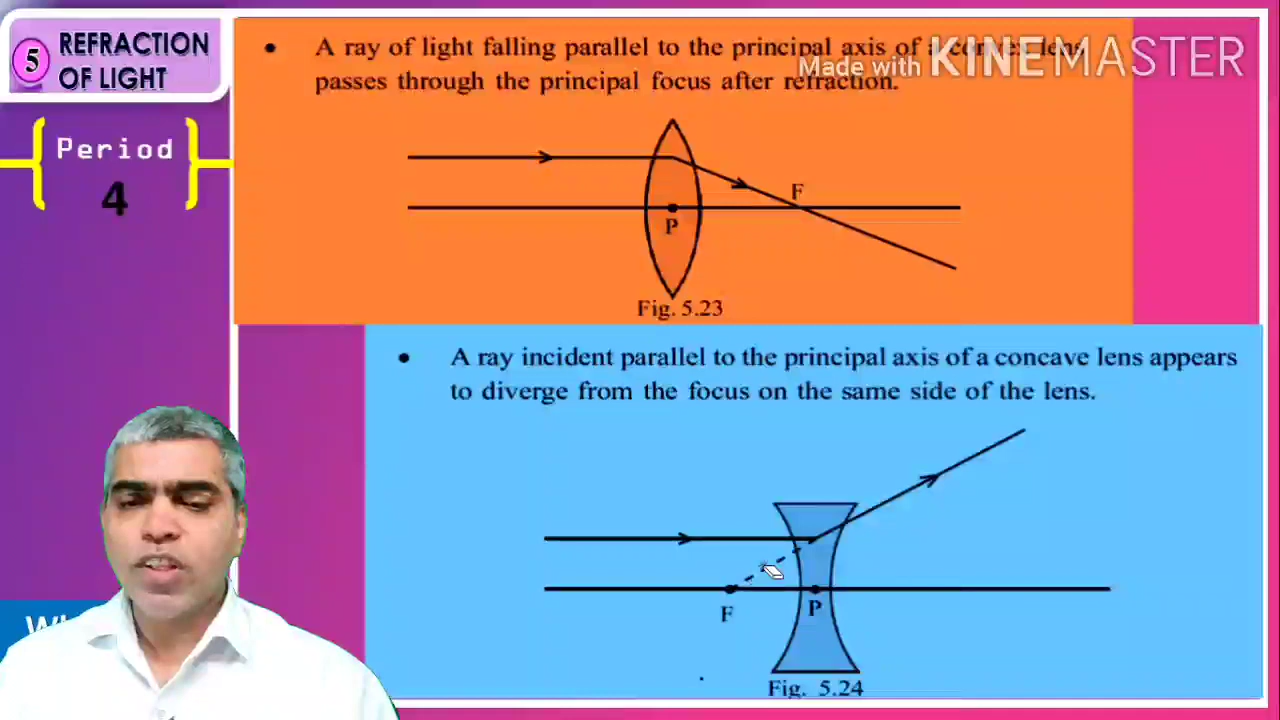 5
REFRACTION
OF LIGHT
Period
4
• A ray of light falling parallel to the principal axis of a convex lens
passes through the principal focus after refraction.
Made with KINEMASTER
F
P
Fig. 5.23
• A ray incident parallel to the principal axis of a concave lens appears
to diverge from the focus on the same side of the lens.
F
P
Fig. 5.24